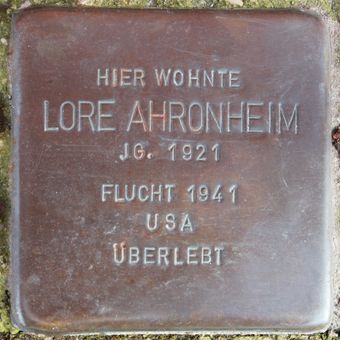 HIER WOHNTE
LORE AHRONHEIM
JG. 1921
FLUCHT 1941
USA
ÜBERLEBT